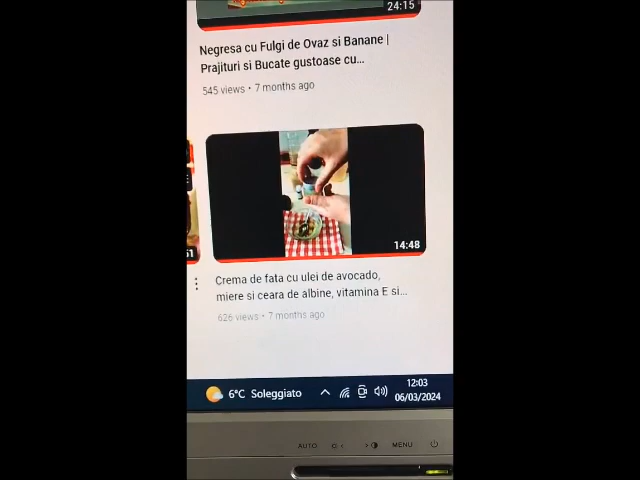 24:15
Negresa cu Fulgi de Ovaz si Banane |
Prajituri si Bucate gustoase cu...
545 views • 7 months ago
51
14:48
Crema de fata cu ulei de avocado,
miere si ceara de albine, vitamina E si...
626 views • 7 months ago
6°C Soleggiato
12:03
06/03/2024
AUTO
MENU